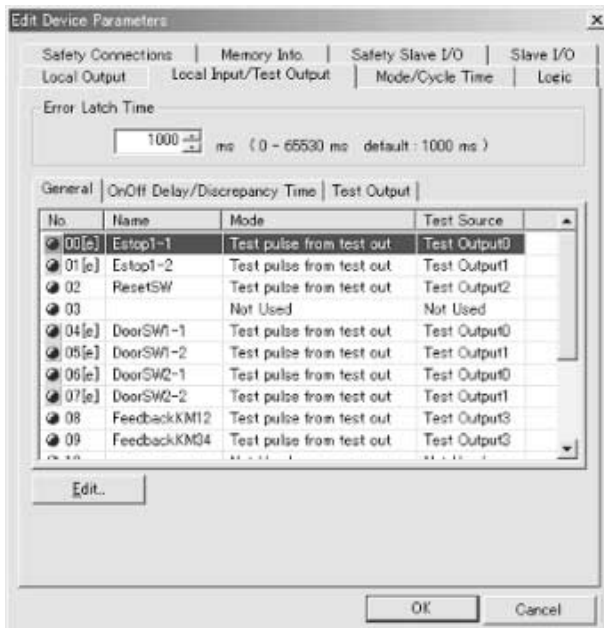 Edit Device Parameters
Safety Connections Memory Info. Safety Slave I/O Slave I/O
Local Output Local Input/Test Output Mode/Cycle Time Logic
Error Latch Time
1000 ms ( 0 - 65530 ms default : 1000 ms )
General OnOff Delay/Discrepancy Time Test Output
No. Name Mode Test Source
00[e] Estop1-1 Test pulse from test out Test Output0
01[e] Estop1-2 Test pulse from test out Test Output1
02 ResetSW Test pulse from test out Test Output2
03 Not Used Not Used
04[e] DoorSW1-1 Test pulse from test out Test Output0
05[e] DoorSW1-2 Test pulse from test out Test Output1
06[e] DoorSW2-1 Test pulse from test out Test Output0
07[e] DoorSW2-2 Test pulse from test out Test Output1
08 FeedbackKM12 Test pulse from test out Test Output3
09 FeedbackKM34 Test pulse from test out Test Output3
Edit..
OK Cancel